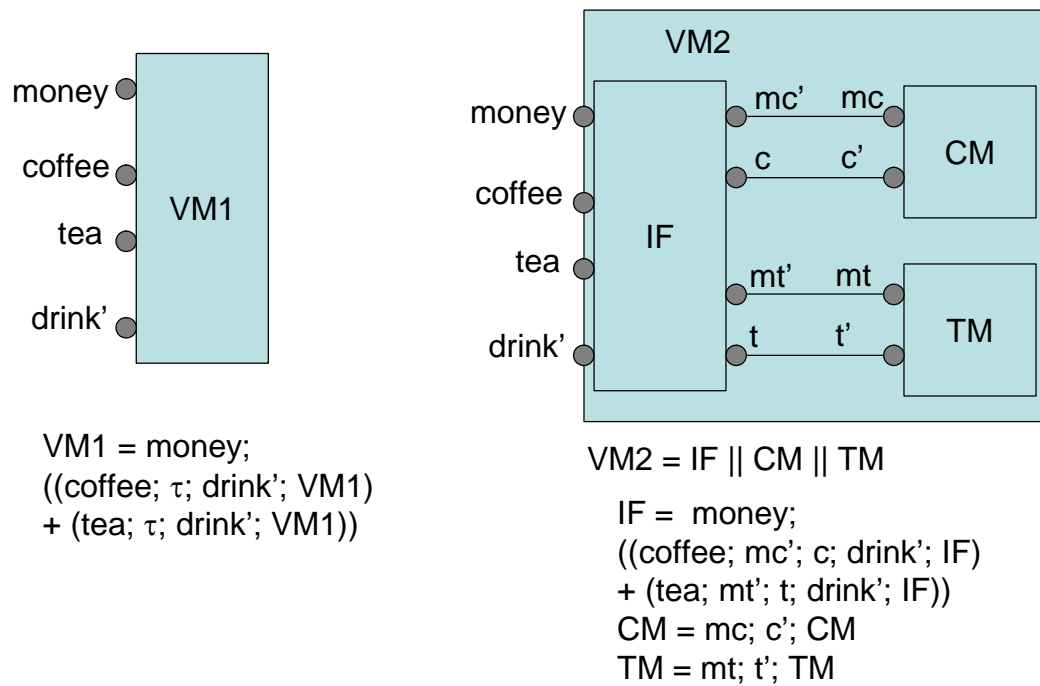 money
coffee
tea
drink’
VM1
VM1 = money;
((coffee; τ; drink’; VM1)
+ (tea; τ; drink’; VM1))
VM2
money
coffee
tea
drink’
IF
mc’ mc
c c’
CM
mt’ mt
t t’
TM
VM2 = IF || CM || TM
IF = money;
((coffee; mc’; c; drink’; IF)
+ (tea; mt’; t; drink’; IF))
CM = mc; c’; CM
TM = mt; t’; TM